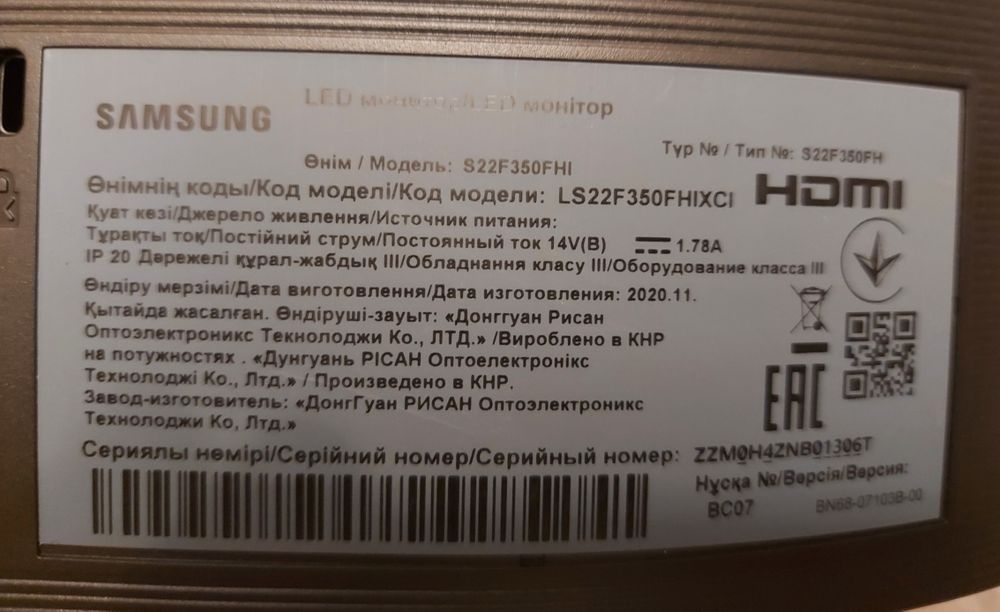 SAMSUNG
LED монитор/LED монітор
Өнім / Модель: S22F350FHI
Түр № / Тип №: S22F350FH
Өнімнің коды/Код моделі/Код модели: LS22F350FHIXCI
HDMI
Қуат көзі/Джерело живлення/Источник питания:
Тұрақты ток/Постійний струм/Постоянный ток 14V(В) 1.78A
IP 20 Дәрежелі құрал-жабдық III/Обладнання класу III/Оборудование класса III
Өндіру мерзімі/Дата виготовлення/Дата изготовления: 2020.11.
Қытайда жасалған. Өндіруші-зауыт: «Донггуан Рисан
Оптоэлектроникс Текнолоджи Ко., ЛТД.» /Вироблено в КНР
на потужностях . «Дунгуань РІСАН Оптоелектронікс
Технолоджі Ко., Лтд.» / Произведено в КНР.
Завод-изготовитель: «ДонгГуан РИСАН Оптоэлектроникс
Технолоджи Ко, Лтд.»
EAC
Сериялы немірі/Серійний номер/Серийный номер: ZZM0H4ZNB01306T
Нұсқа №/Версія/Версия:
BC07 BN68-07103B-00